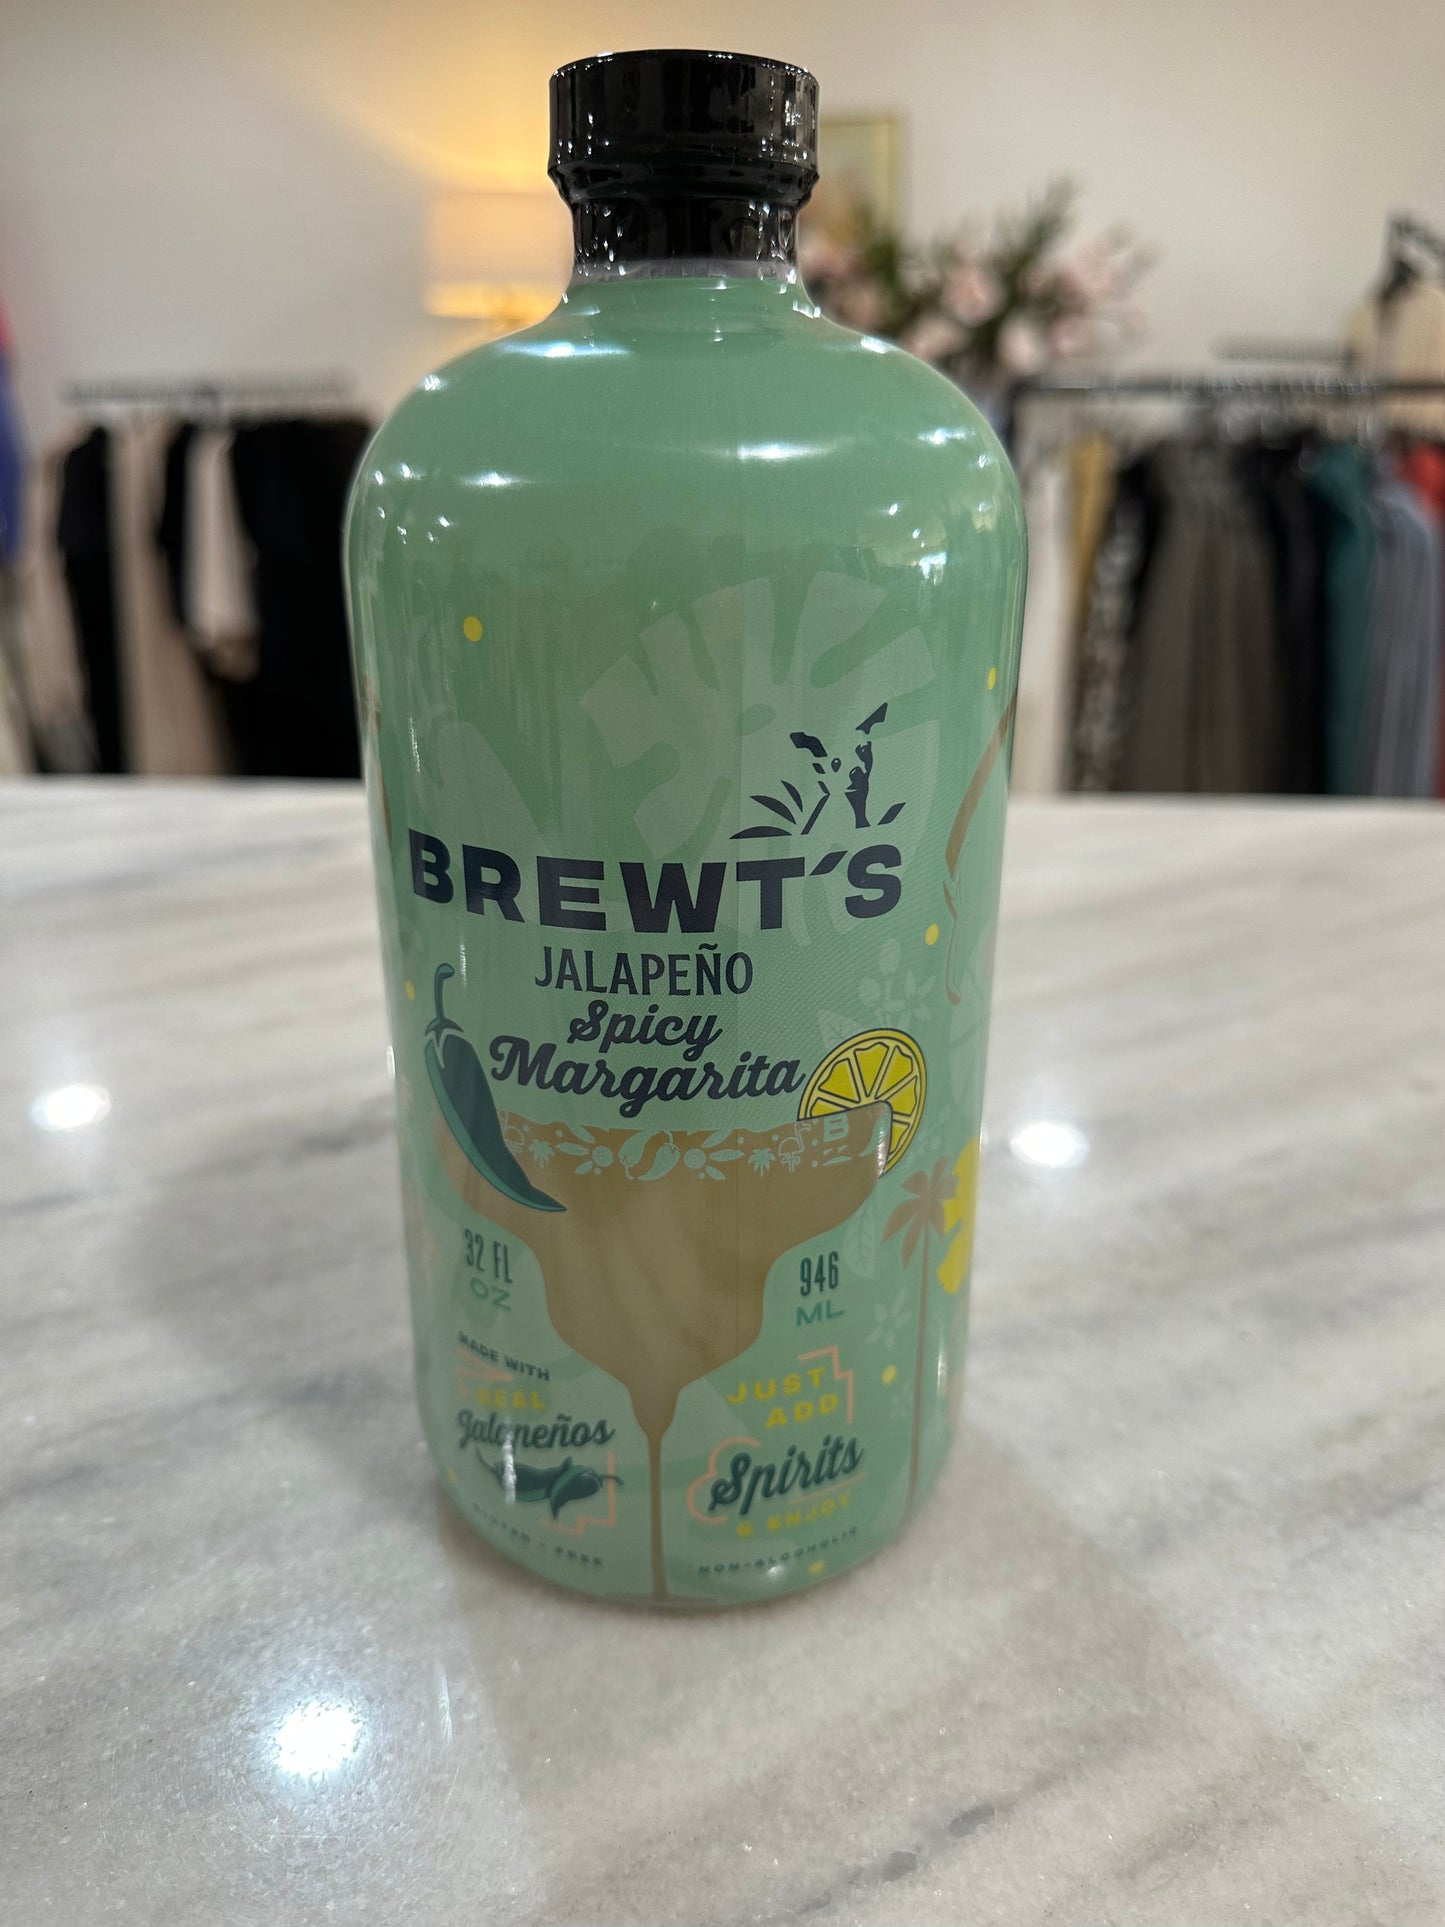 BREWT'S
JALAPEÑO
Spicy
Margarita
B
32 FL
OZ
946
ML
MADE WITH
REAL
Jalapeños
GLUTEN - FREE
JUST
ADD
Spirits
& ENJOY
NON-ALCOHOLIC